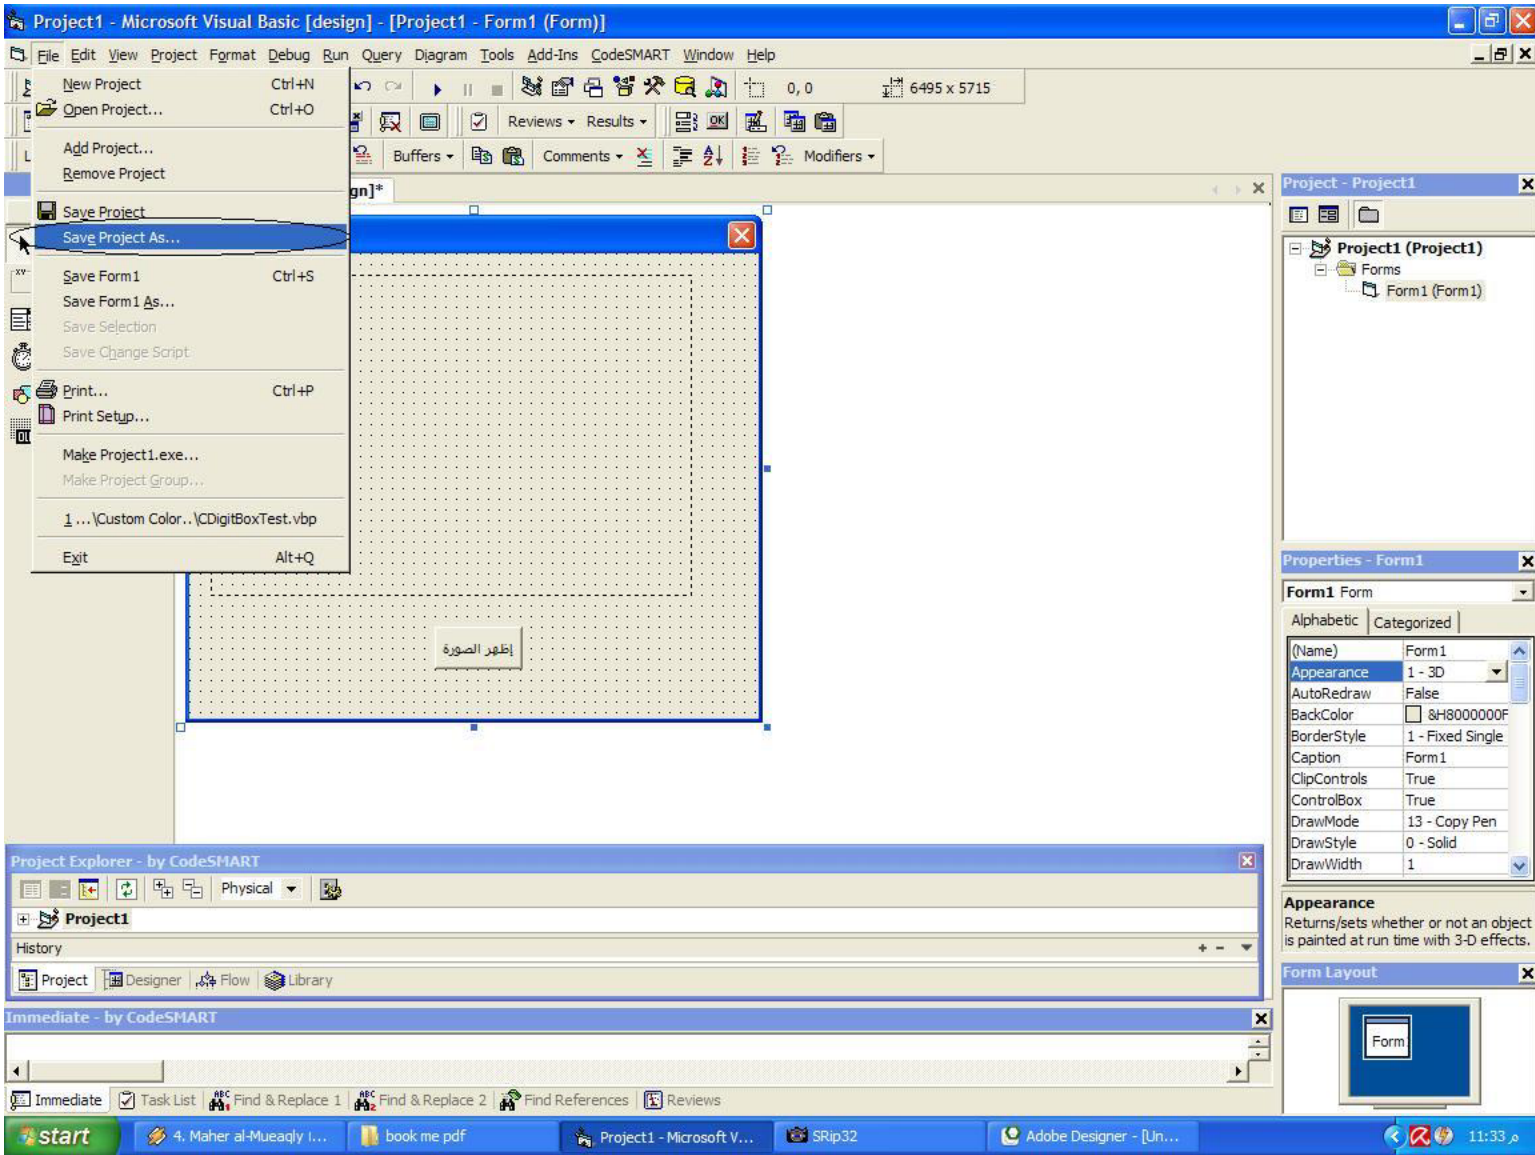 Project1 - Microsoft Visual Basic [design] - [Project1 - Form1 (Form)]
File Edit View Project Format Debug Run Query Diagram Tools Add-Ins CodeSMART Window Help
New Project Ctrl+N
Open Project... Ctrl+O
Add Project...
Remove Project
Save Project
Save Project As...
Save Form1 Ctrl+S
Save Form1 As...
Save Selection
Save Change Script
Print... Ctrl+P
Print Setup...
Make Project1.exe...
Make Project Group...
1 ...\Custom Color..\CDigitBoxTest.vbp
Exit Alt+Q
0, 0 6495 x 5715
Reviews Results OK
Buffers Comments Modifiers
gn]*
إظهر الصورة
Project - Project1
Project1 (Project1)
Forms
Form1 (Form1)
Properties - Form1
Form1 Form
Alphabetic Categorized
(Name) Form1
Appearance 1 - 3D
AutoRedraw False
BackColor &H8000000F
BorderStyle 1 - Fixed Single
Caption Form1
ClipControls True
ControlBox True
DrawMode 13 - Copy Pen
DrawStyle 0 - Solid
DrawWidth 1
Appearance
Returns/sets whether or not an object
is painted at run time with 3-D effects.
Form Layout
Form
Project Explorer - by CodeSMART
Physical
Project1
History
Project Designer Flow Library
Immediate - by CodeSMART
Immediate Task List Find & Replace 1 Find & Replace 2 Find References Reviews
start 4. Maher al-Mueaqly ... book me pdf Project1 - Microsoft V... SRip32 Adobe Designer - [Un... 11:33 م